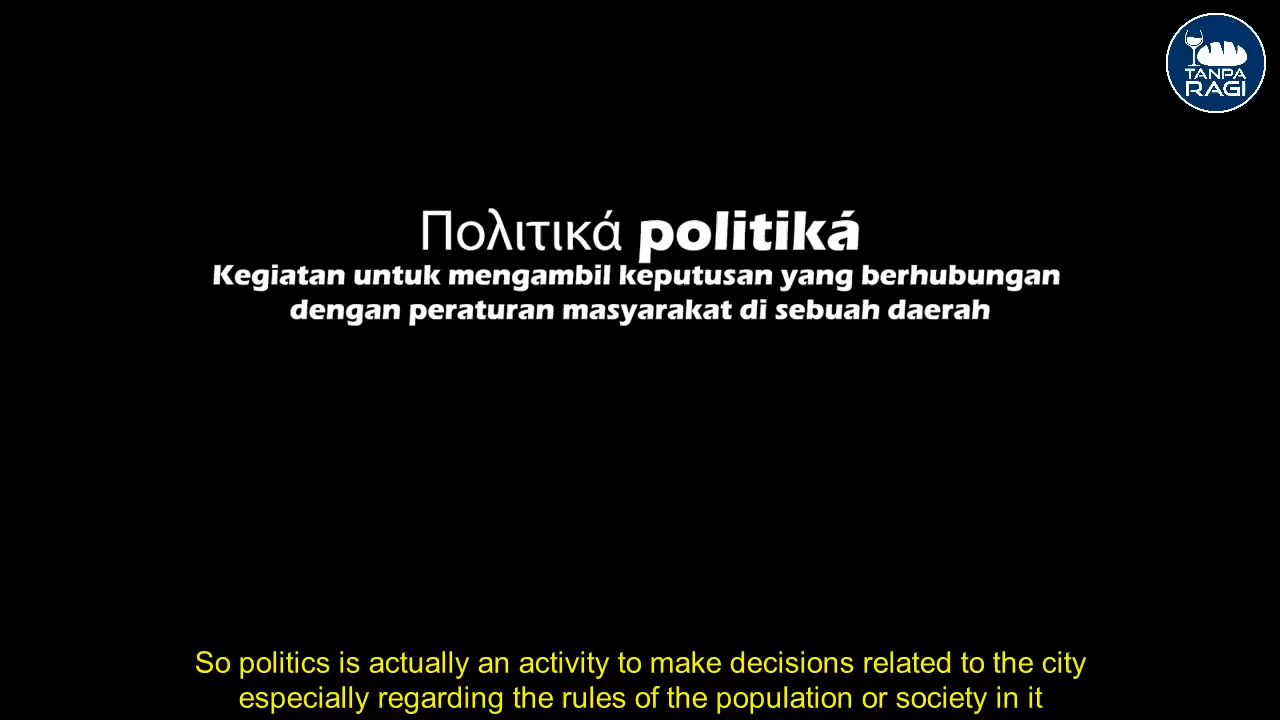 TANPA
RAGI
Πολιτικά politiká
Kegiatan untuk mengambil keputusan yang berhubungan
dengan peraturan masyarakat di sebuah daerah
So politics is actually an activity to make decisions related to the city
especially regarding the rules of the population or society in it